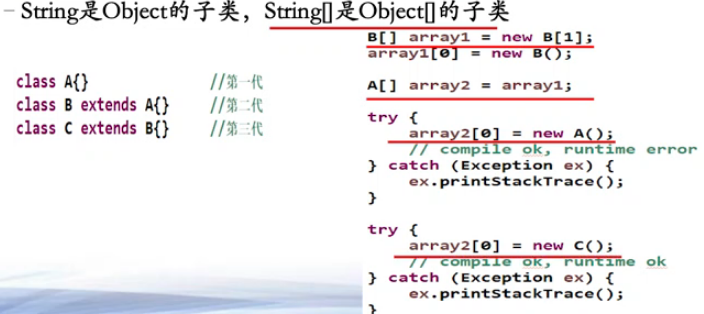 – String是Object的子类，String[]是Object[]的子类
class A{} //第一代
class B extends A{} //第二代
class C extends B{} //第三代
B[] array1 = new B[1];
array1[0] = new B();
A[] array2 = array1;
try {
array2[0] = new A();
// compile ok, runtime error
} catch (Exception ex) {
ex.printStackTrace();
}
try {
array2[0] = new C();
// compile ok, runtime ok
} catch (Exception ex) {
ex.printStackTrace();
}